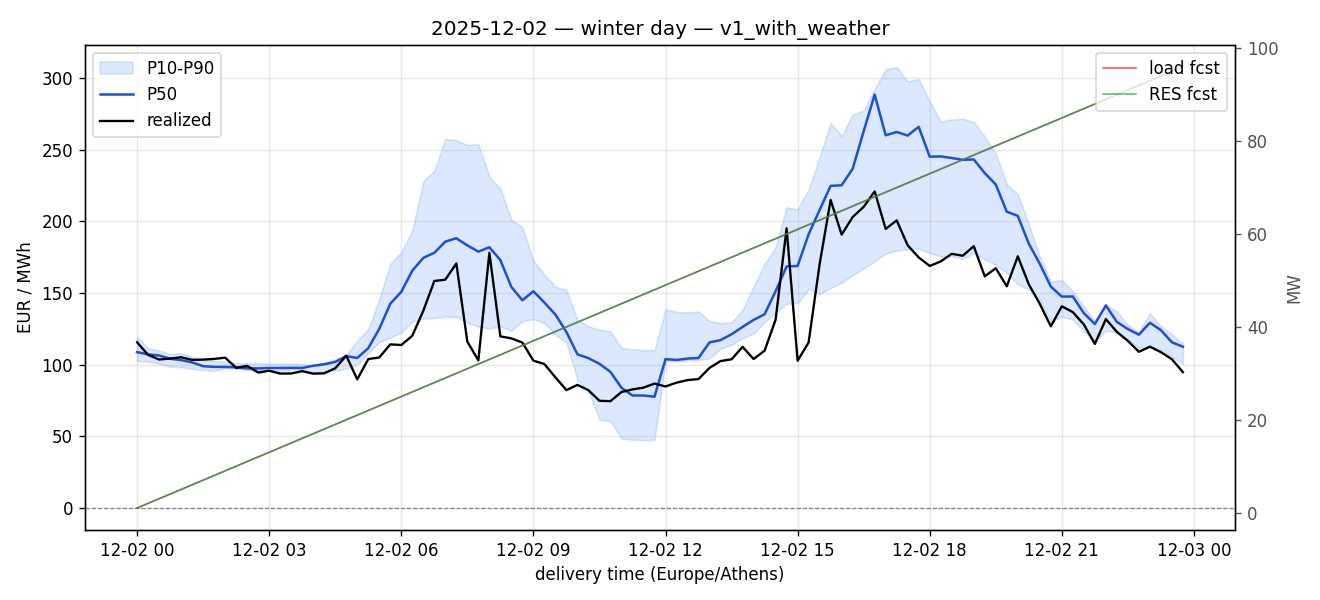 2025-12-02 — winter day — v1_with_weather
P10-P90
P50
realized
load fcst
RES fcst
EUR / MWh
300
250
200
150
100
50
0
MW
100
80
60
40
20
0
12-02 00
12-02 03
12-02 06
12-02 09
12-02 12
12-02 15
12-02 18
12-02 21
12-03 00
delivery time (Europe/Athens)